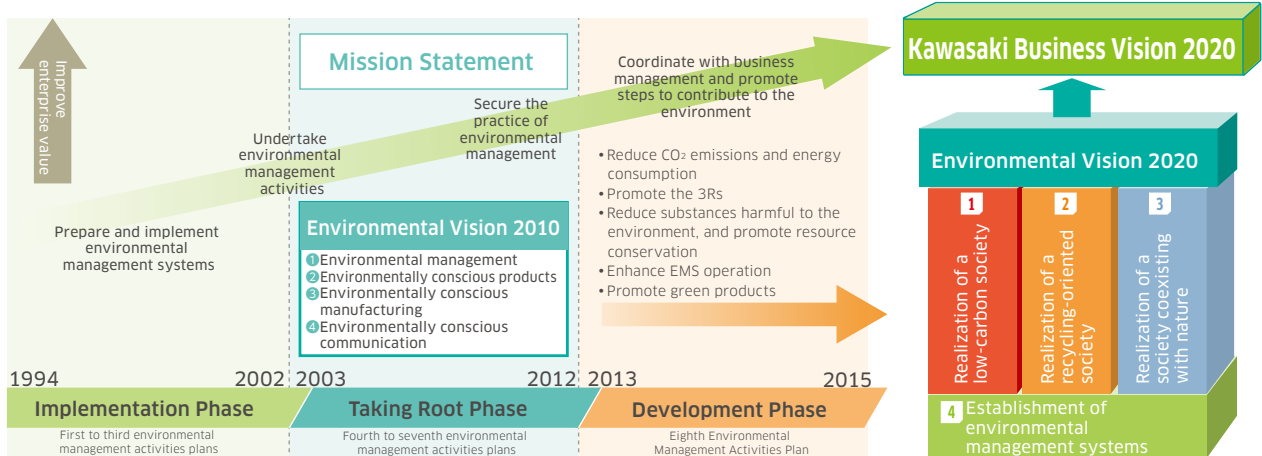 Improve
enterprise value
Mission Statement
Prepare and implement
environmental
management systems
Undertake
environmental
management
activities
Secure the
practice of
environmental
management
Coordinate with business
management and promote
steps to contribute to the
environment
Environmental Vision 2010
1 Environmental management
2 Environmentally conscious products
3 Environmentally conscious
manufacturing
4 Environmentally conscious
communication
• Reduce CO₂ emissions and energy
consumption
• Promote the 3Rs
• Reduce substances harmful to the
environment, and promote resource
conservation
• Enhance EMS operation
• Promote green products
1994
2002
2003
2012
2013
2015
Implementation Phase
Taking Root Phase
Development Phase
First to third environmental
management activities plans
Fourth to seventh environmental
management activities plans
Eighth Environmental
Management Activities Plan
Kawasaki Business Vision 2020
Environmental Vision 2020
1
Realization of a
low-carbon society
2
Realization of a
recycling-oriented
society
3
Realization of a
society coexisting
with nature
4 Establishment of
environmental
management systems